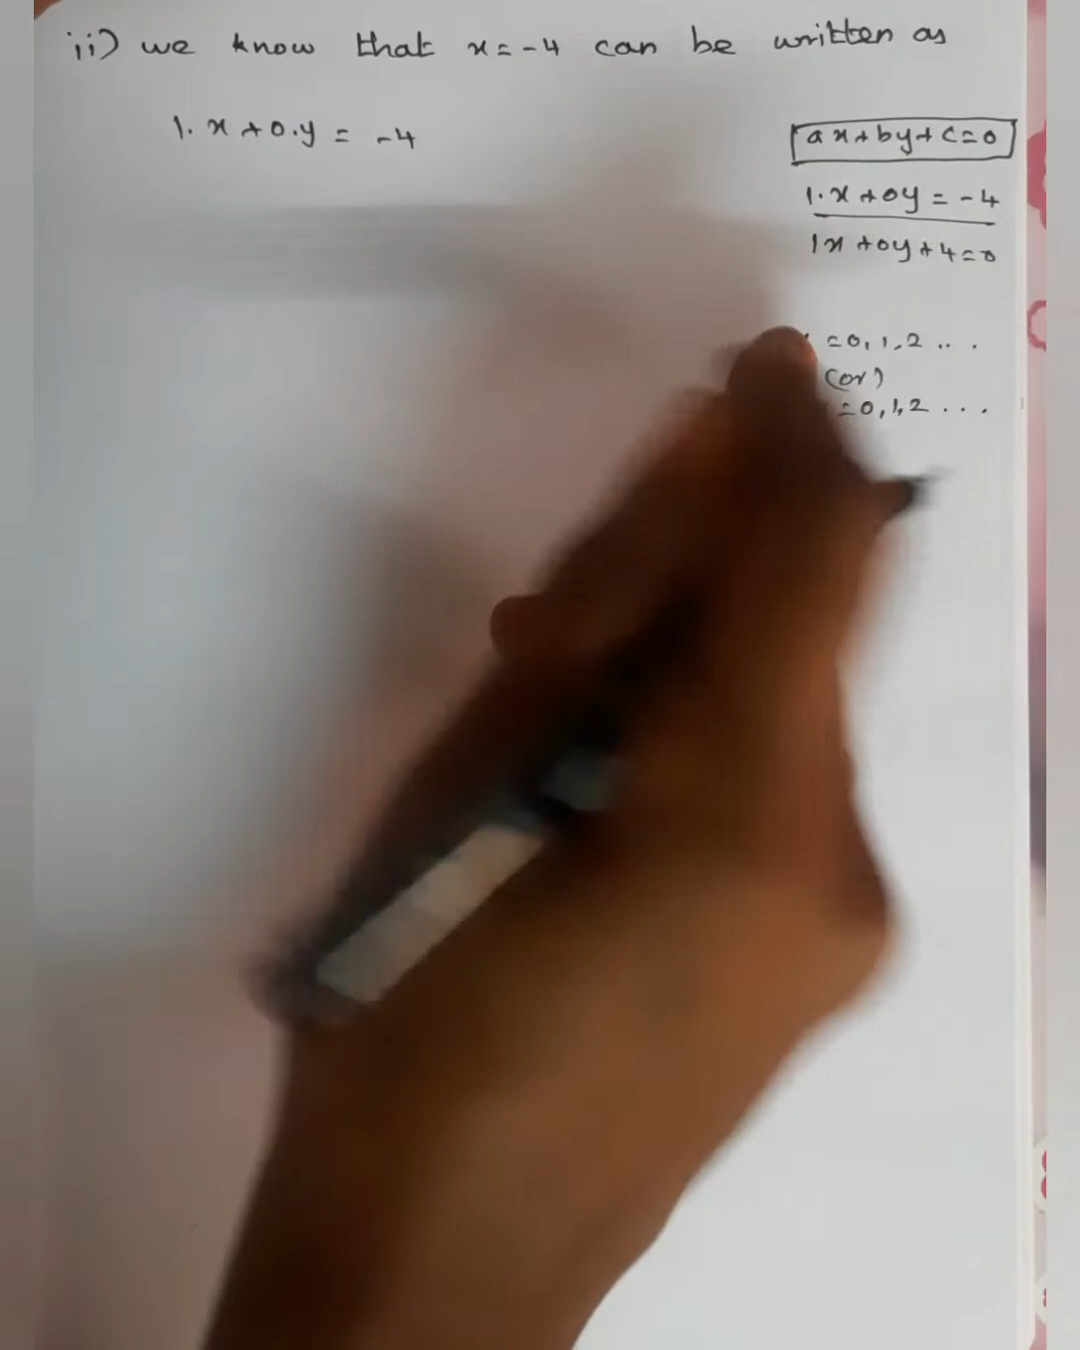 ii) we know that x = -4 can be written as
1. x + 0.y = -4
ax + by + c = 0
1.x + 0y = -4
1x + 0y + 4 = 0
= 0, 1, 2 ...
(or)
= 0, 1, 2 ...